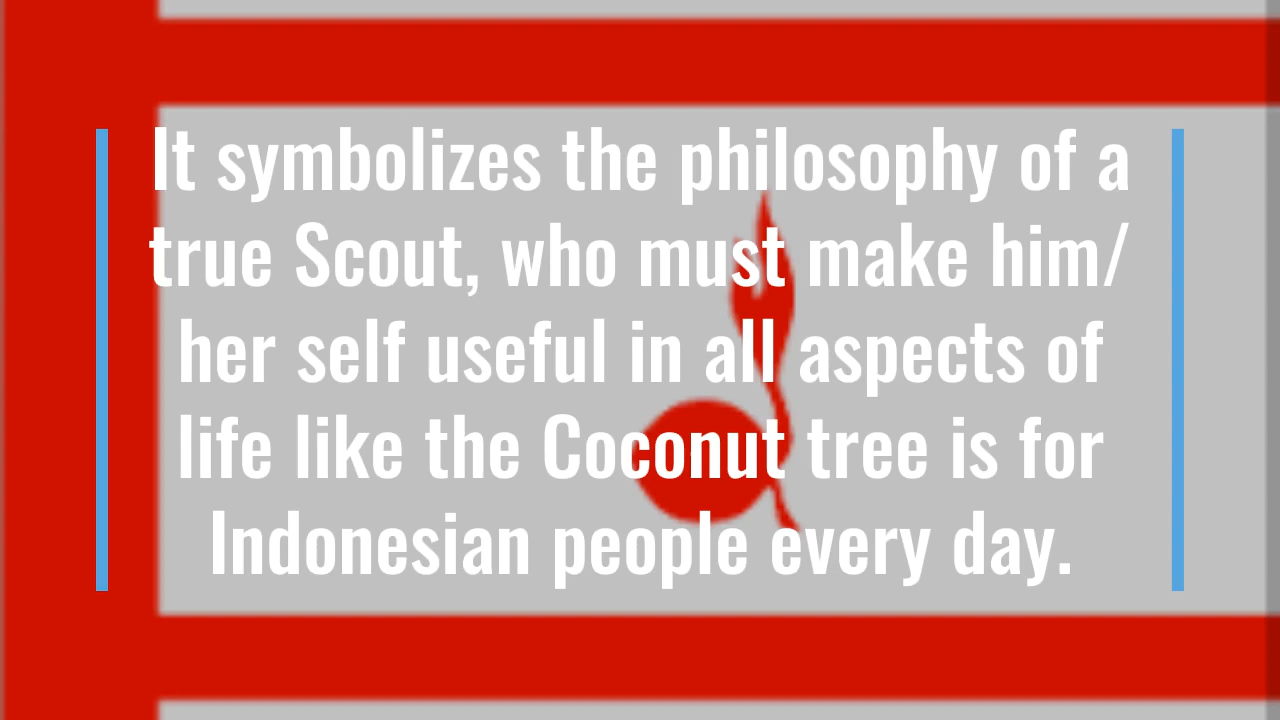 It symbolizes the philosophy of a
true Scout, who must make him/
her self useful in all aspects of
life like the Coconut tree is for
Indonesian people every day.